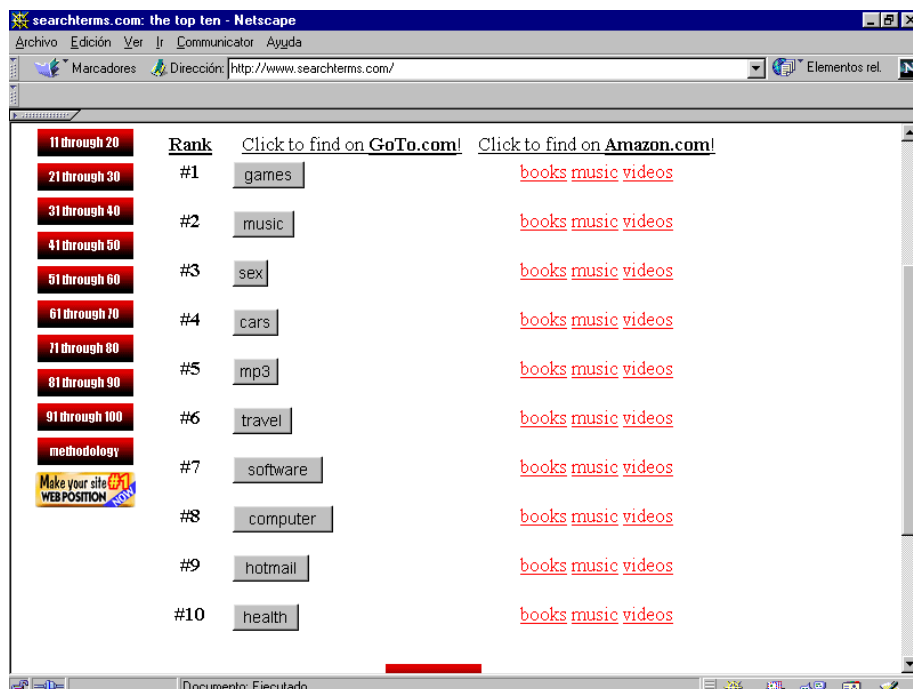 searchterms.com: the top ten - Netscape
Archivo Edición Ver Ir Communicator Ayuda
Marcadores Dirección: http://www.searchterms.com/ Elementos rel.
11 through 20
21 through 30
31 through 40
41 through 50
51 through 60
61 through 70
71 through 80
81 through 90
91 through 100
methodology
Make your site #1
WEB POSITION NOW
Rank Click to find on GoTo.com! Click to find on Amazon.com!
#1 games books music videos
#2 music books music videos
#3 sex books music videos
#4 cars books music videos
#5 mp3 books music videos
#6 travel books music videos
#7 software books music videos
#8 computer books music videos
#9 hotmail books music videos
#10 health books music videos
Documento: Ejecutado